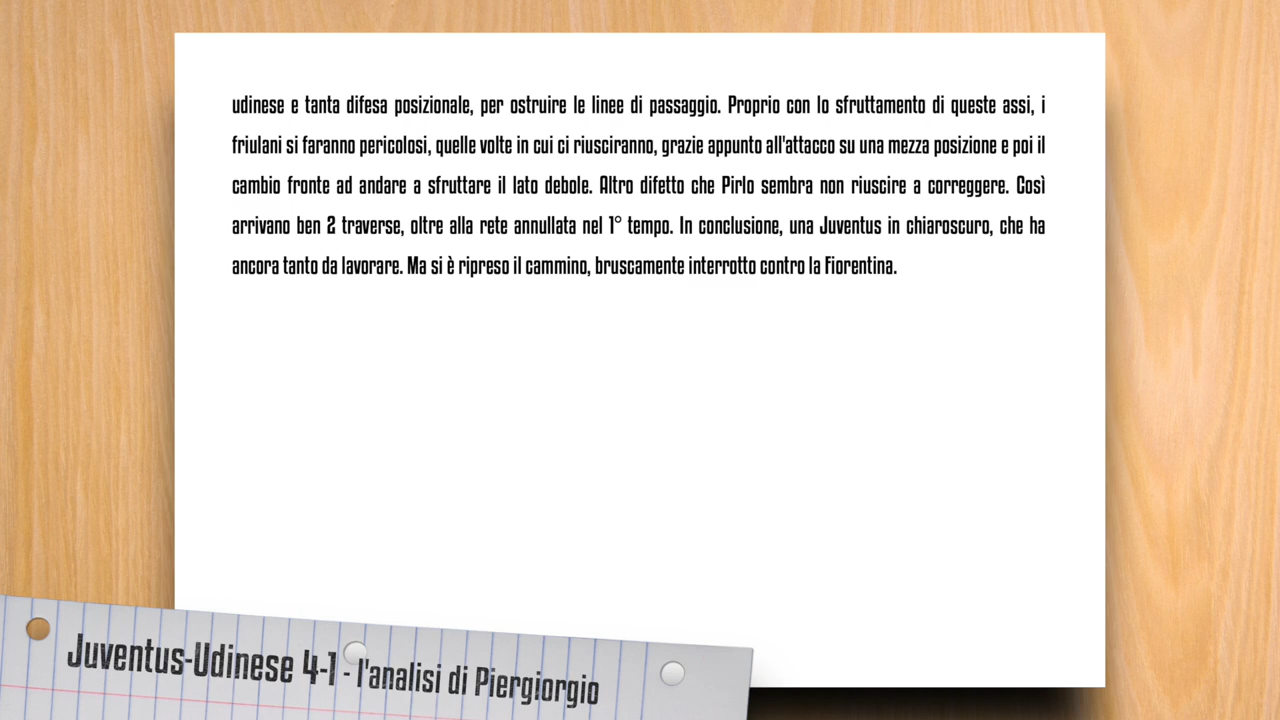 udinese e tanta difesa posizionale, per ostruire le linee di passaggio. Proprio con lo sfruttamento di queste assi, i
friulani si faranno pericolosi, quelle volte in cui ci riusciranno, grazie appunto all'attacco su una mezza posizione e poi il
cambio fronte ad andare a sfruttare il lato debole. Altro difetto che Pirlo sembra non riuscire a correggere. Così
arrivano ben 2 traverse, oltre alla rete annullata nel 1° tempo. In conclusione, una Juventus in chiaroscuro, che ha
ancora tanto da lavorare. Ma si è ripreso il cammino, bruscamente interrotto contro la Fiorentina.
Juventus-Udinese 4-1 - l'analisi di Piergiorgio